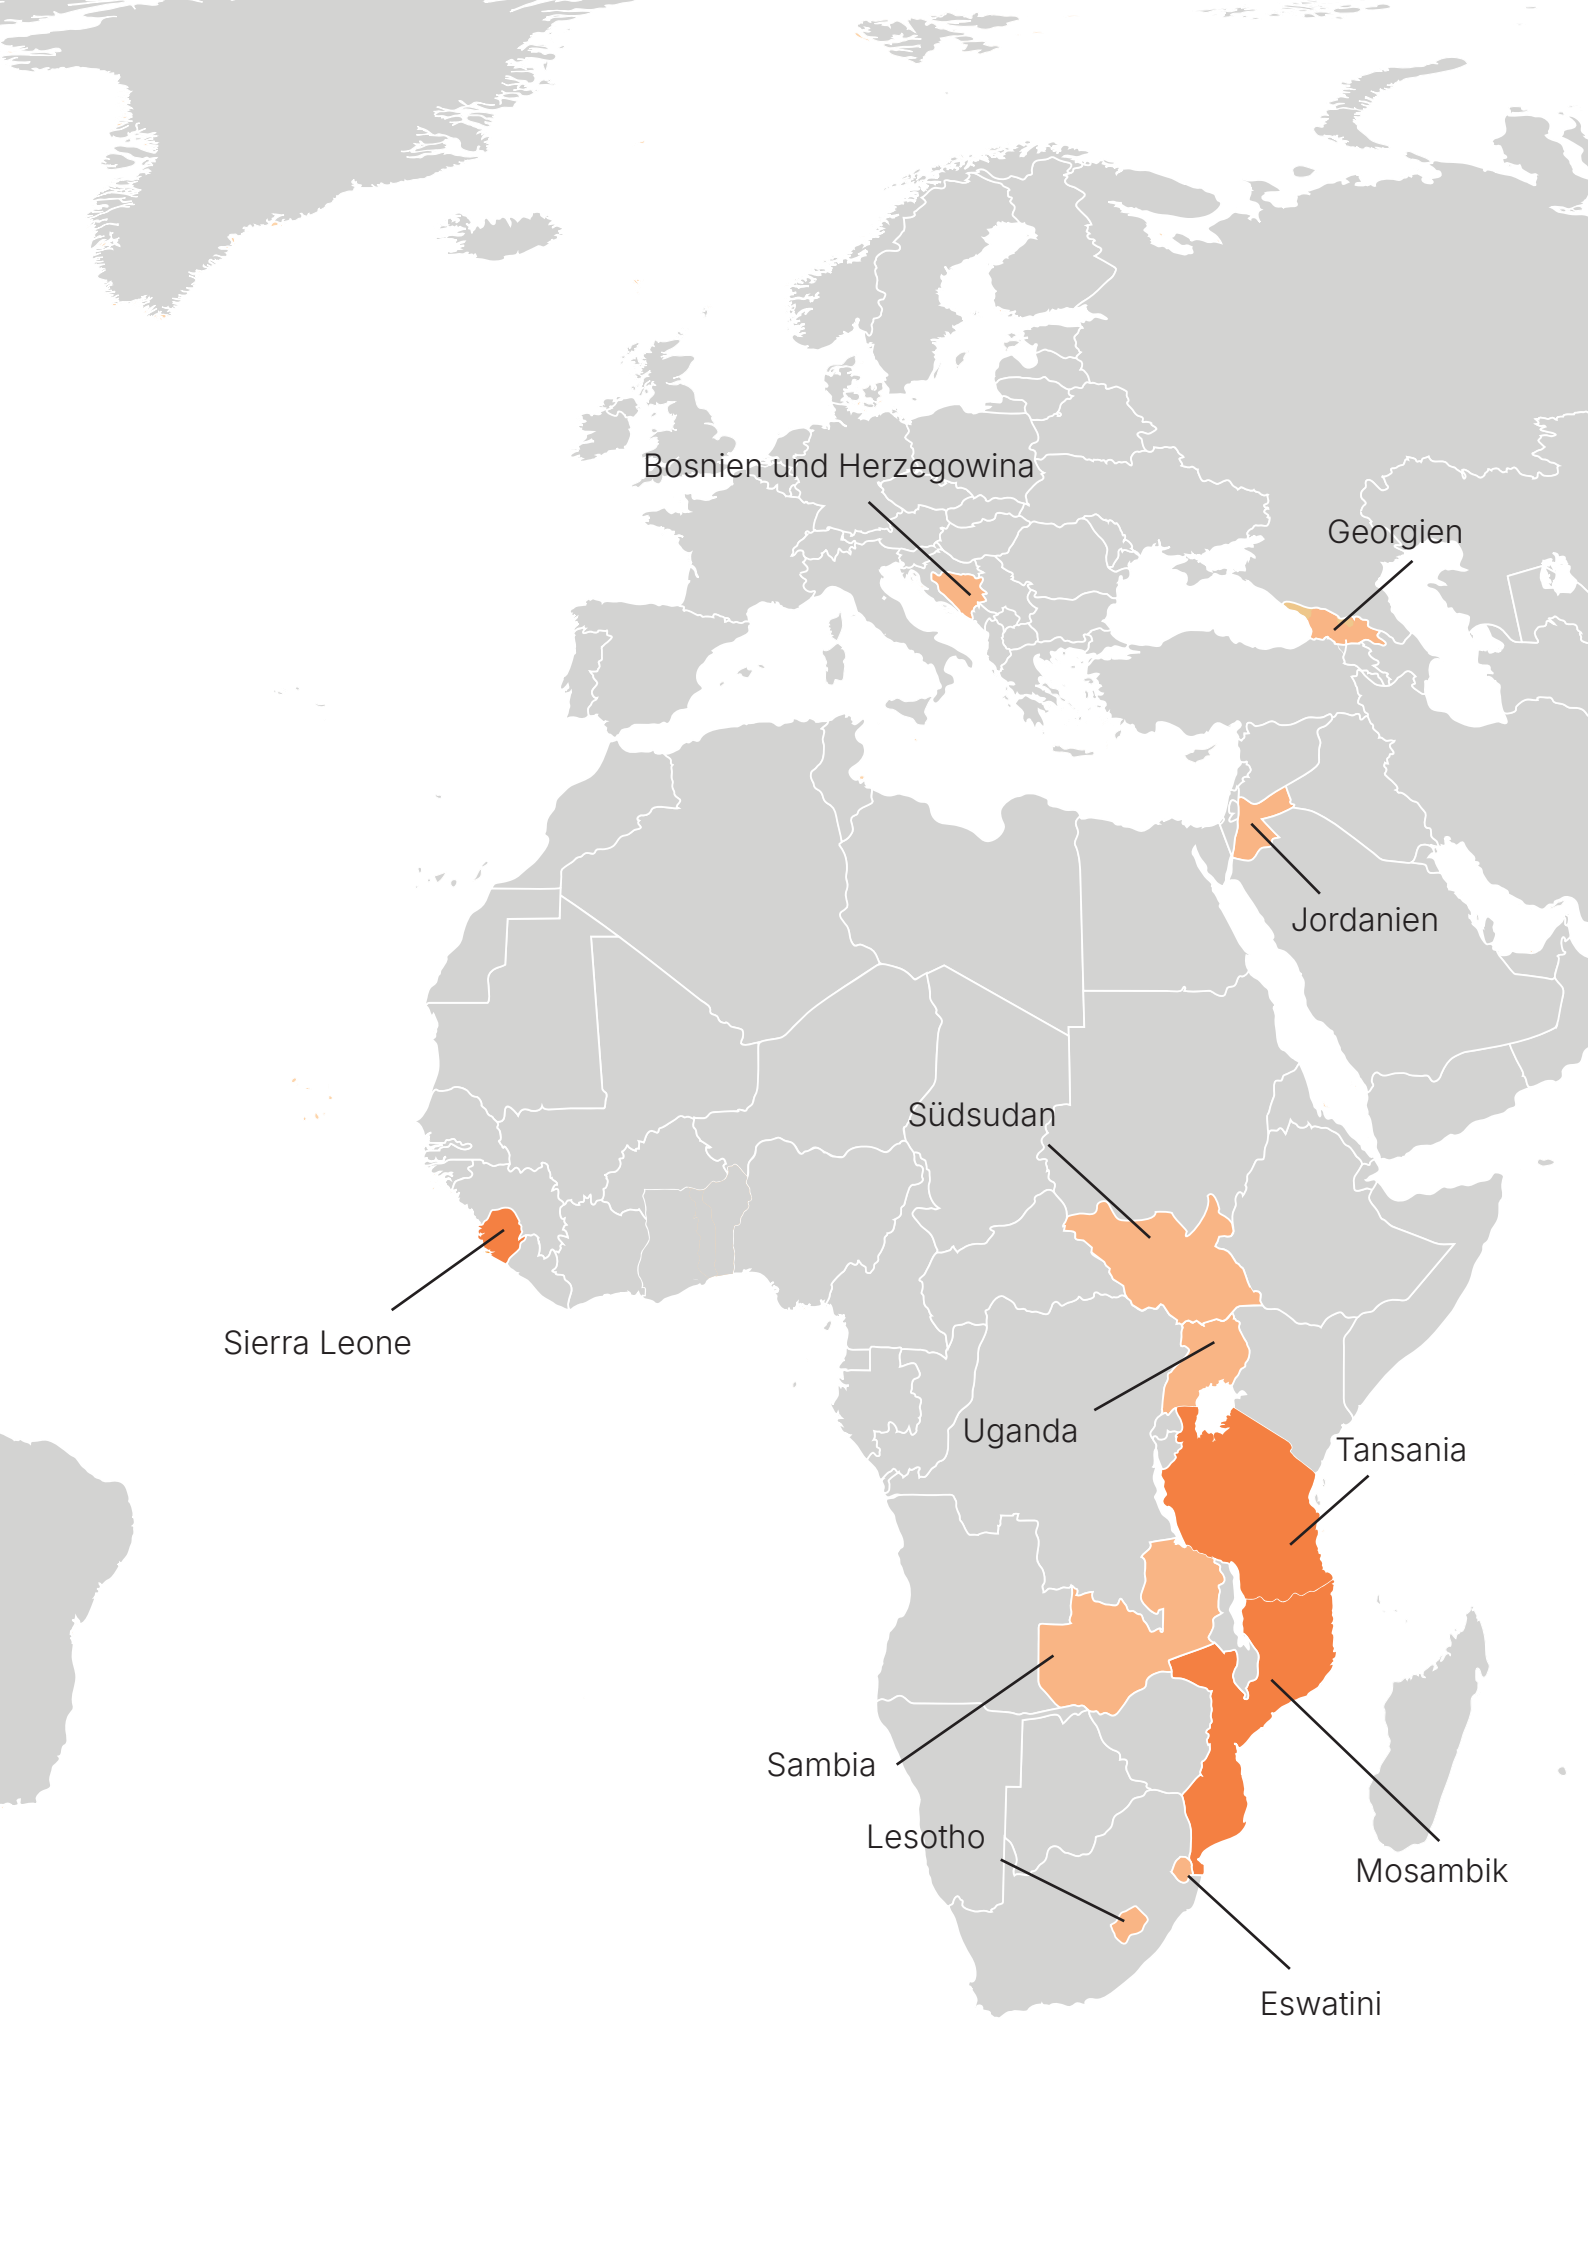 Bosnien und Herzegowina
Georgien
Jordanien
Südsudan
Sierra Leone
Uganda
Tansania
Sambia
Lesotho
Mosambik
Eswatini